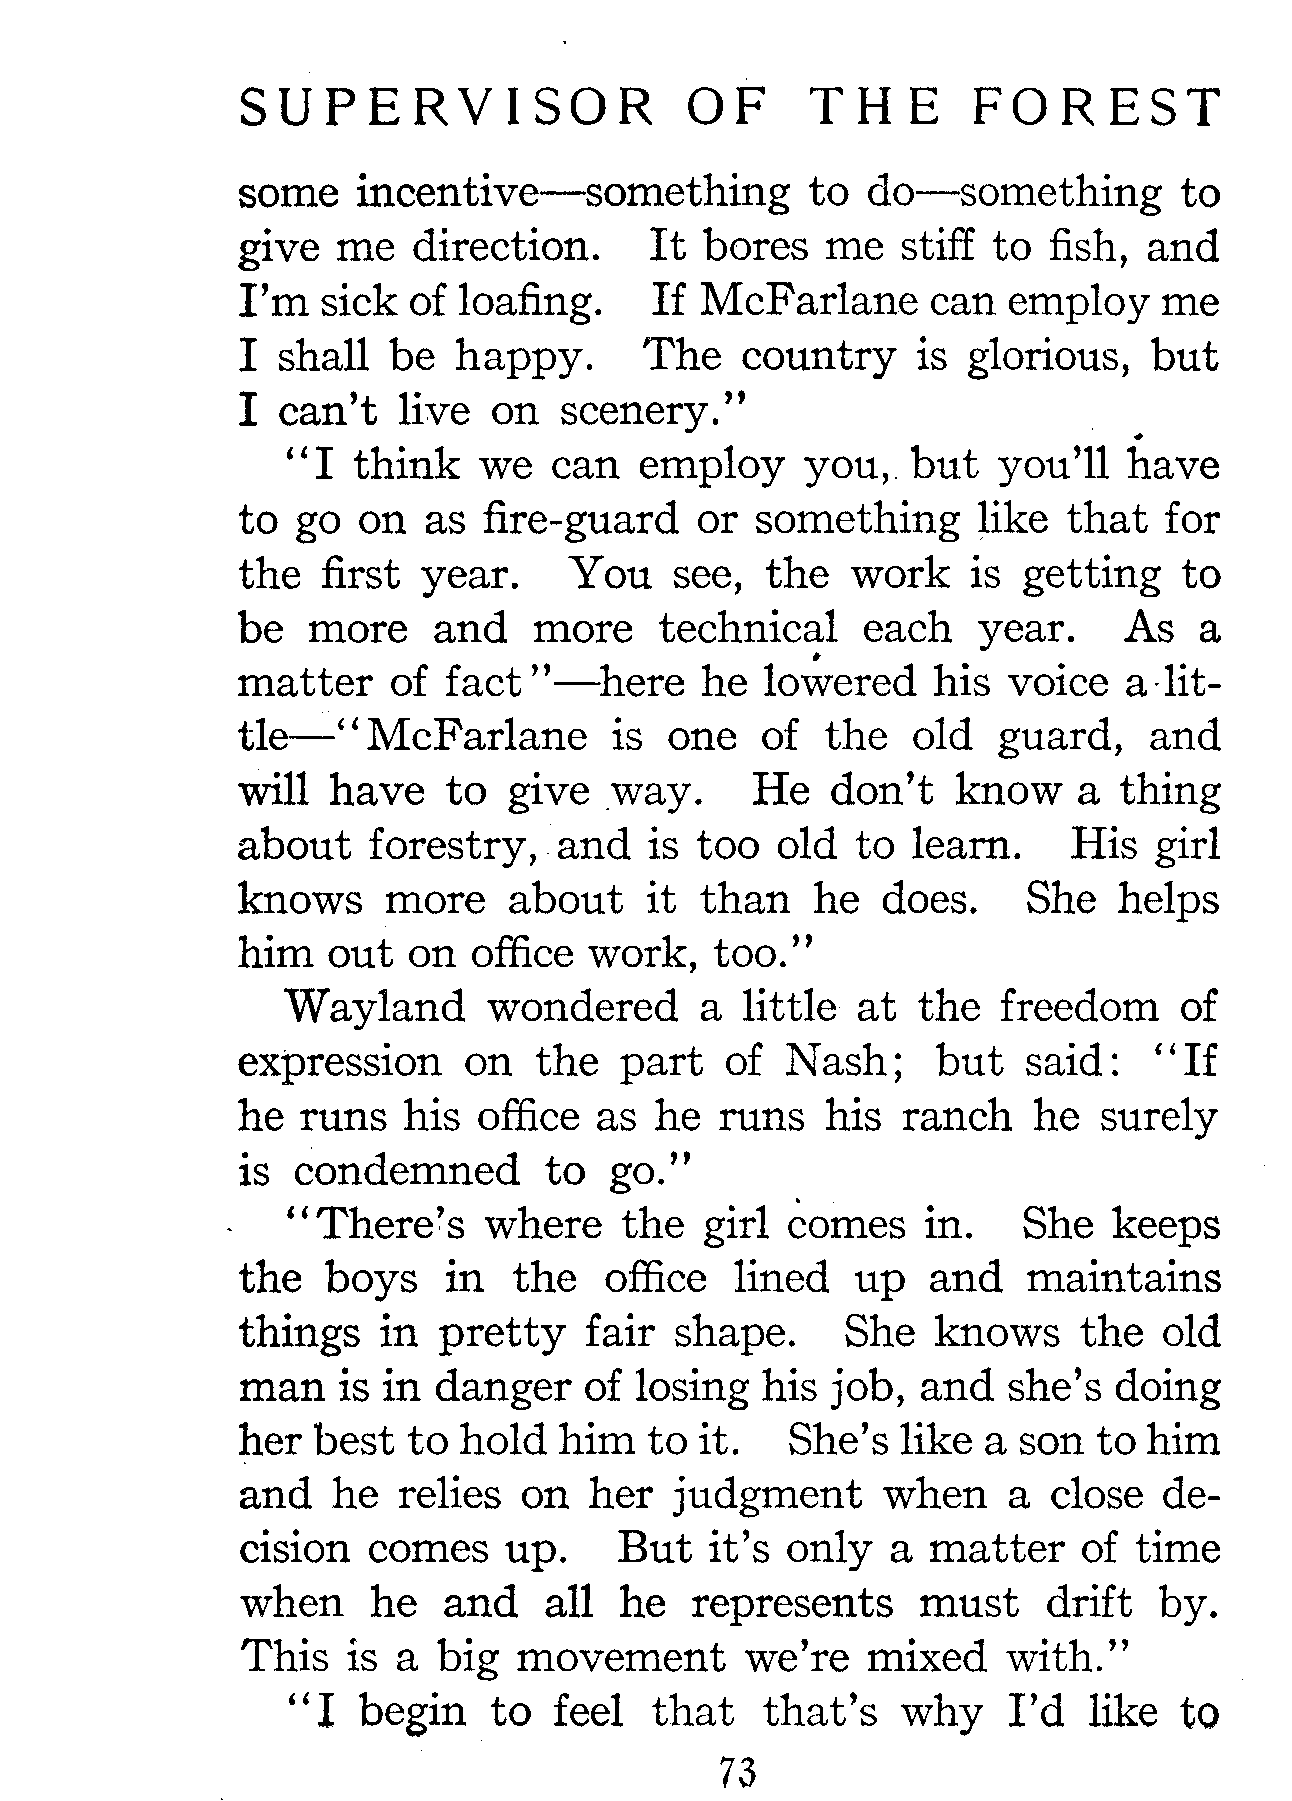 SUPERVISOR OF THE FOREST
some incentive—something to do—something to
give me direction. It bores me stiff to fish, and
I'm sick of loafing. If McFarlane can employ me
I shall be happy. The country is glorious, but
I can't live on scenery."
"I think we can employ you, but you'll have
to go on as fire-guard or something like that for
the first year. You see, the work is getting to
be more and more technical each year. As a
matter of fact"—here he lowered his voice a lit-
tle—"McFarlane is one of the old guard, and
will have to give way. He don't know a thing
about forestry, and is too old to learn. His girl
knows more about it than he does. She helps
him out on office work, too."
Wayland wondered a little at the freedom of
expression on the part of Nash; but said: "If
he runs his office as he runs his ranch he surely
is condemned to go."
"There's where the girl comes in. She keeps
the boys in the office lined up and maintains
things in pretty fair shape. She knows the old
man is in danger of losing his job, and she's doing
her best to hold him to it. She's like a son to him
and he relies on her judgment when a close de-
cision comes up. But it's only a matter of time
when he and all he represents must drift by.
This is a big movement we're mixed with."
"I begin to feel that that's why I'd like to
73